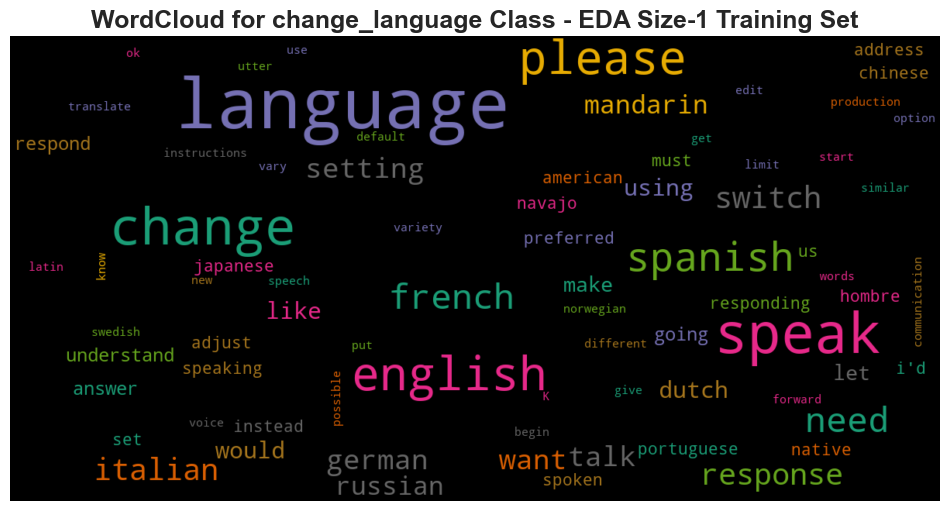 WordCloud for change_language Class - EDA Size-1 Training Set
ok
use
utter
please
address
chinese
language
translate
mandarin
edit
production
option
respond
instructions
default
vary
setting
get
must
limit
start
american
using
switch
similar
navajo
change
variety
preferred
spanish
us
latin
know
japanese
new
speech
french
make
words
hombre
communication
like
norwegian
responding
swedish
understand
adjust
put
different
going
speak
speaking
answer
possible
english
K
give
dutch
let
i'd
forward
need
set
voice
instead
begin
would
italian
german
russian
want
talk
spoken
portuguese
native
response